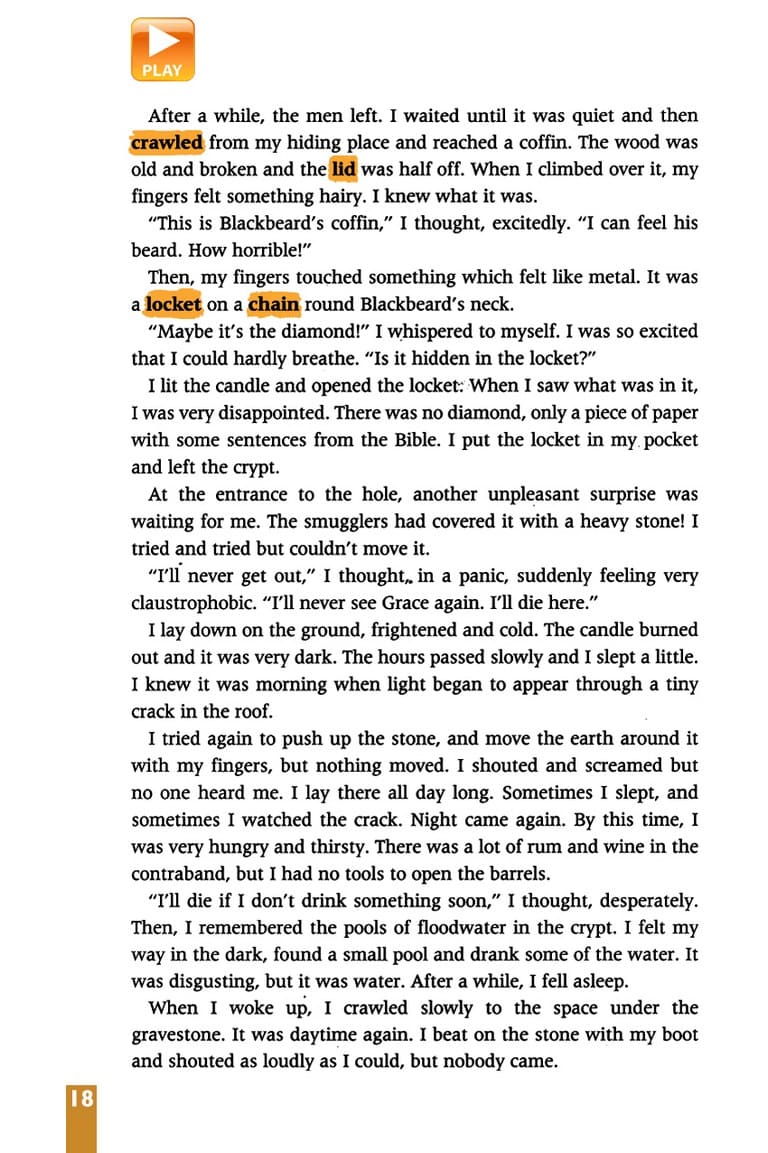 PLAY
After a while, the men left. I waited until it was quiet and then
crawled from my hiding place and reached a coffin. The wood was
old and broken and the lid was half off. When I climbed over it, my
fingers felt something hairy. I knew what it was.
“This is Blackbeard’s coffin,” I thought, excitedly. “I can feel his
beard. How horrible!”
Then, my fingers touched something which felt like metal. It was
a locket on a chain round Blackbeard’s neck.
“Maybe it’s the diamond!” I whispered to myself. I was so excited
that I could hardly breathe. “Is it hidden in the locket?”
I lit the candle and opened the locket. When I saw what was in it,
I was very disappointed. There was no diamond, only a piece of paper
with some sentences from the Bible. I put the locket in my pocket
and left the crypt.
At the entrance to the hole, another unpleasant surprise was
waiting for me. The smugglers had covered it with a heavy stone! I
tried and tried but couldn’t move it.
“I’ll never get out,” I thought, in a panic, suddenly feeling very
claustrophobic. “I’ll never see Grace again. I’ll die here.”
I lay down on the ground, frightened and cold. The candle burned
out and it was very dark. The hours passed slowly and I slept a little.
I knew it was morning when light began to appear through a tiny
crack in the roof.
I tried again to push up the stone, and move the earth around it
with my fingers, but nothing moved. I shouted and screamed but
no one heard me. I lay there all day long. Sometimes I slept, and
sometimes I watched the crack. Night came again. By this time, I
was very hungry and thirsty. There was a lot of rum and wine in the
contraband, but I had no tools to open the barrels.
“I’ll die if I don’t drink something soon,” I thought, desperately.
Then, I remembered the pools of floodwater in the crypt. I felt my
way in the dark, found a small pool and drank some of the water. It
was disgusting, but it was water. After a while, I fell asleep.
When I woke up, I crawled slowly to the space under the
gravestone. It was daytime again. I beat on the stone with my boot
and shouted as loudly as I could, but nobody came.
18